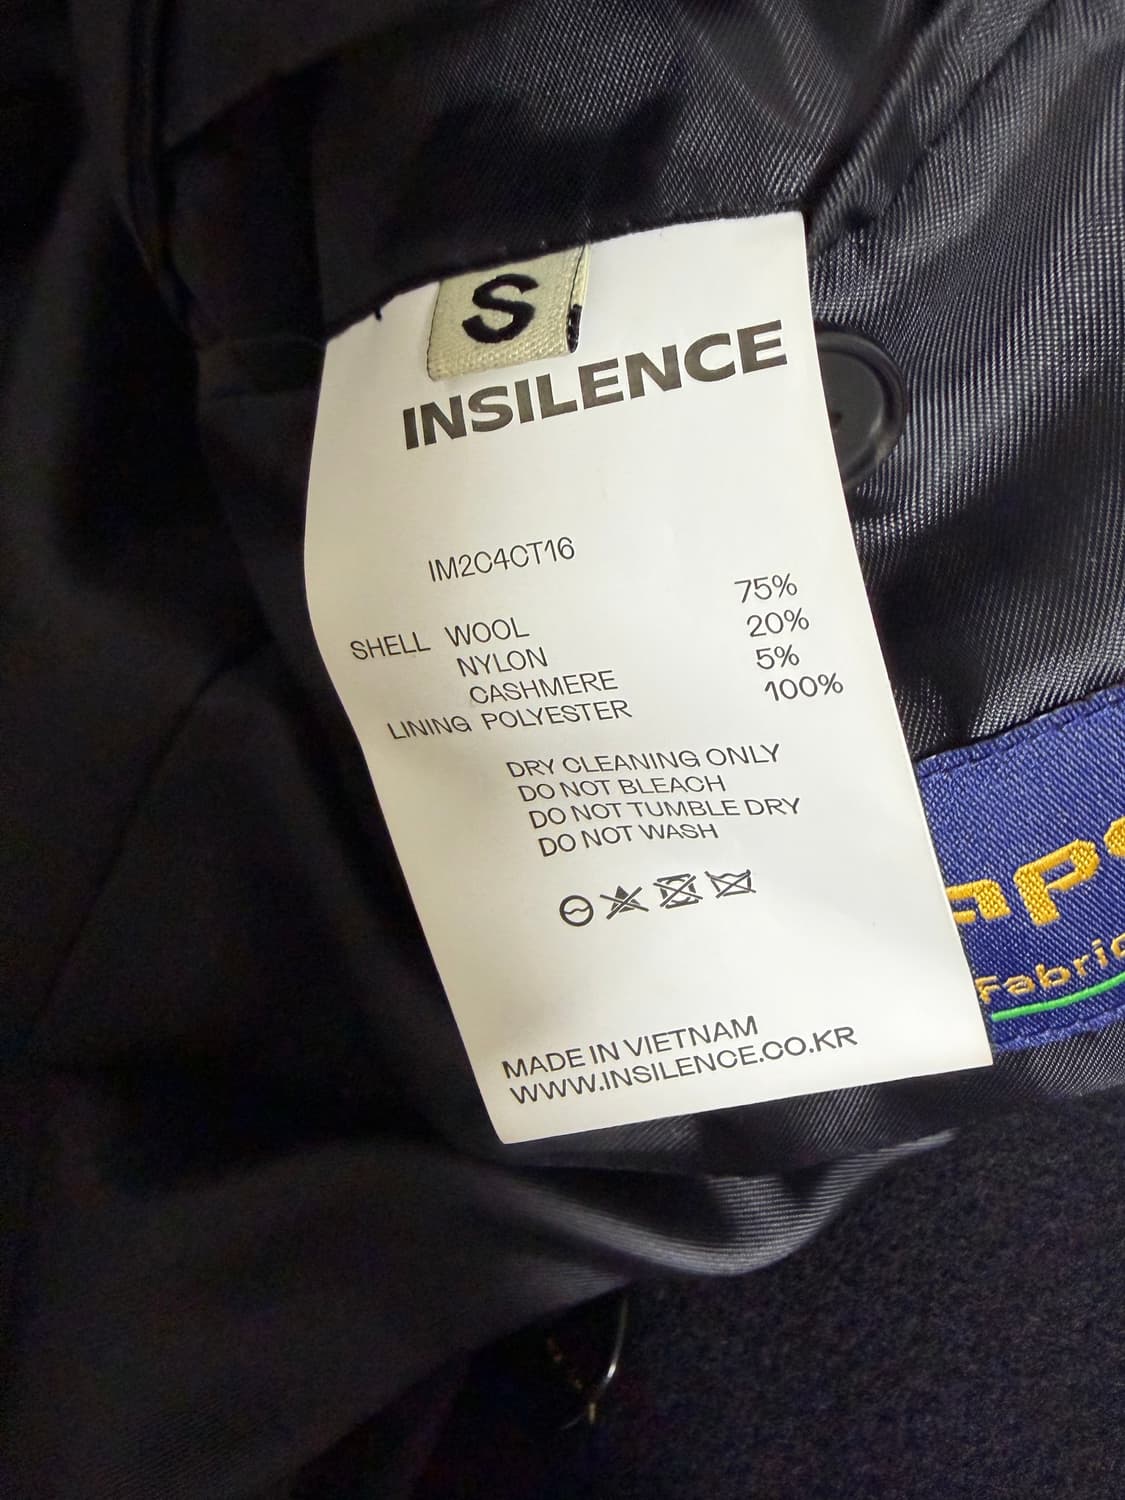 S
INSILENCE
IM2C4CT16
SHELL WOOL 75%
NYLON 20%
CASHMERE 5%
LINING POLYESTER 100%
DRY CLEANING ONLY
DO NOT BLEACH
DO NOT TUMBLE DRY
DO NOT WASH
MADE IN VIETNAM
WWW.INSILENCE.CO.KR